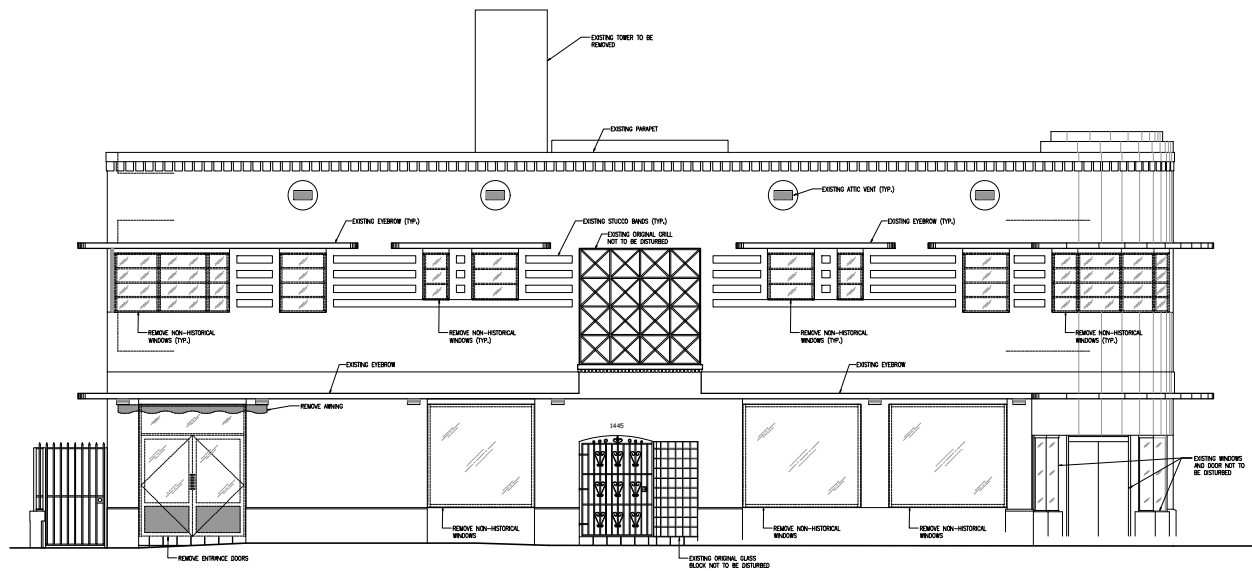 EXISTING TOWER TO BE
REMOVED
EXISTING PARAPET
EXISTING ATTIC VENT (TYP.)
EXISTING EYEBROW (TYP.)
EXISTING STUCCO BANDS (TYP.)
EXISTING EYEBROW (TYP.)
EXISTING ORIGINAL GRILL
NOT TO BE DISTURBED
REMOVE NON-HISTORICAL
WINDOWS (TYP.)
REMOVE NON-HISTORICAL
WINDOWS (TYP.)
REMOVE NON-HISTORICAL
WINDOWS (TYP.)
REMOVE NON-HISTORICAL
WINDOWS (TYP.)
EXISTING EYEBROW
EXISTING EYEBROW
REMOVE AWNING
1445
EXISTING WINDOWS
AND DOOR NOT TO
BE DISTURBED
REMOVE NON-HISTORICAL
WINDOWS
REMOVE NON-HISTORICAL
WINDOWS
REMOVE NON-HISTORICAL
WINDOWS
REMOVE ENTRANCE DOORS
EXISTING ORIGINAL GLASS
BLOCK NOT TO BE DISTURBED